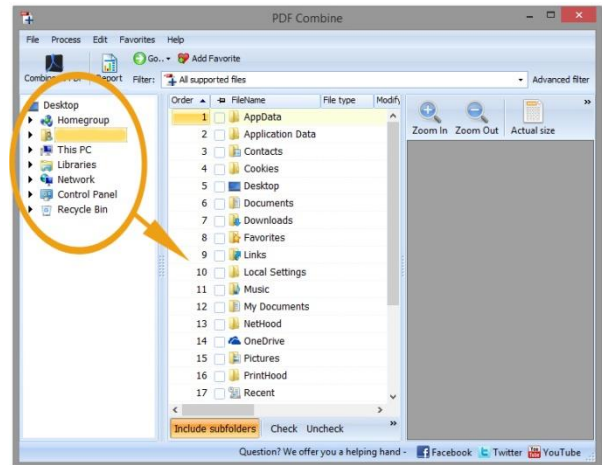 PDF Combine
File Process Edit Favorites Help
Go.. Add Favorite
Report Filter: All supported files Advanced filter
Desktop
Homegroup
This PC
Libraries
Network
Control Panel
Recycle Bin
Order FileName File type Modify
1 AppData
2 Application Data
3 Contacts
4 Cookies
5 Desktop
6 Documents
7 Downloads
8 Favorites
9 Links
10 Local Settings
11 Music
12 My Documents
13 NetHood
14 OneDrive
15 Pictures
16 PrintHood
17 Recent
Include subfolders Check Uncheck »
Zoom In Zoom Out Actual size »
Question? We offer you a helping hand - Facebook Twitter YouTube